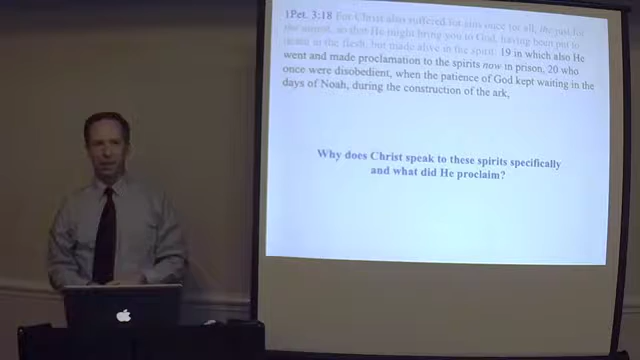 1Pet. 3:18 For Christ also suffered for sins once for all, the just for
the unjust, so that He might bring you to God, having been put to
death in the flesh, but made alive in the spirit; 19 in which also He
went and made proclamation to the spirits now in prison, 20 who
once were disobedient, when the patience of God kept waiting in the
days of Noah, during the construction of the ark,
Why does Christ speak to these spirits specifically
and what did He proclaim?